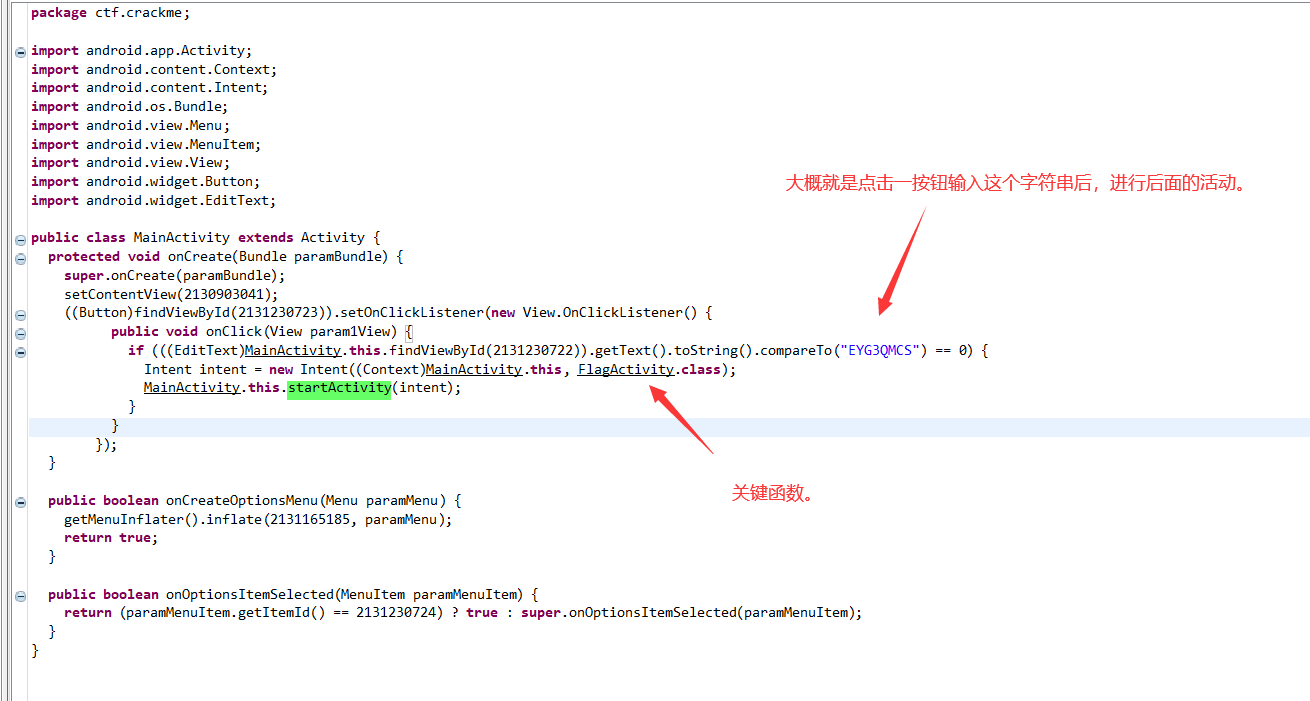 package ctf.crackme;
import android.app.Activity;
import android.content.Context;
import android.content.Intent;
import android.os.Bundle;
import android.view.Menu;
import android.view.MenuItem;
import android.view.View;
import android.widget.Button;
import android.widget.EditText;
大概就是点击一按钮输入这个字符串后，进行后面的活动。
public class MainActivity extends Activity {
protected void onCreate(Bundle paramBundle) {
super.onCreate(paramBundle);
setContentView(2130903041);
((Button)findViewById(2131230723)).setOnClickListener(new View.OnClickListener() {
public void onClick(View param1View) {
if (((EditText)MainActivity.this.findViewById(2131230722)).getText().toString().compareTo("EYG3QMCS") == 0) {
Intent intent = new Intent((Context)MainActivity.this, FlagActivity.class);
MainActivity.this.startActivity(intent);
}
}
});
}
关键函数。
public boolean onCreateOptionsMenu(Menu paramMenu) {
getMenuInflater().inflate(2131165185, paramMenu);
return true;
}
public boolean onOptionsItemSelected(MenuItem paramMenuItem) {
return (paramMenuItem.getItemId() == 2131230724) ? true : super.onOptionsItemSelected(paramMenuItem);
}
}